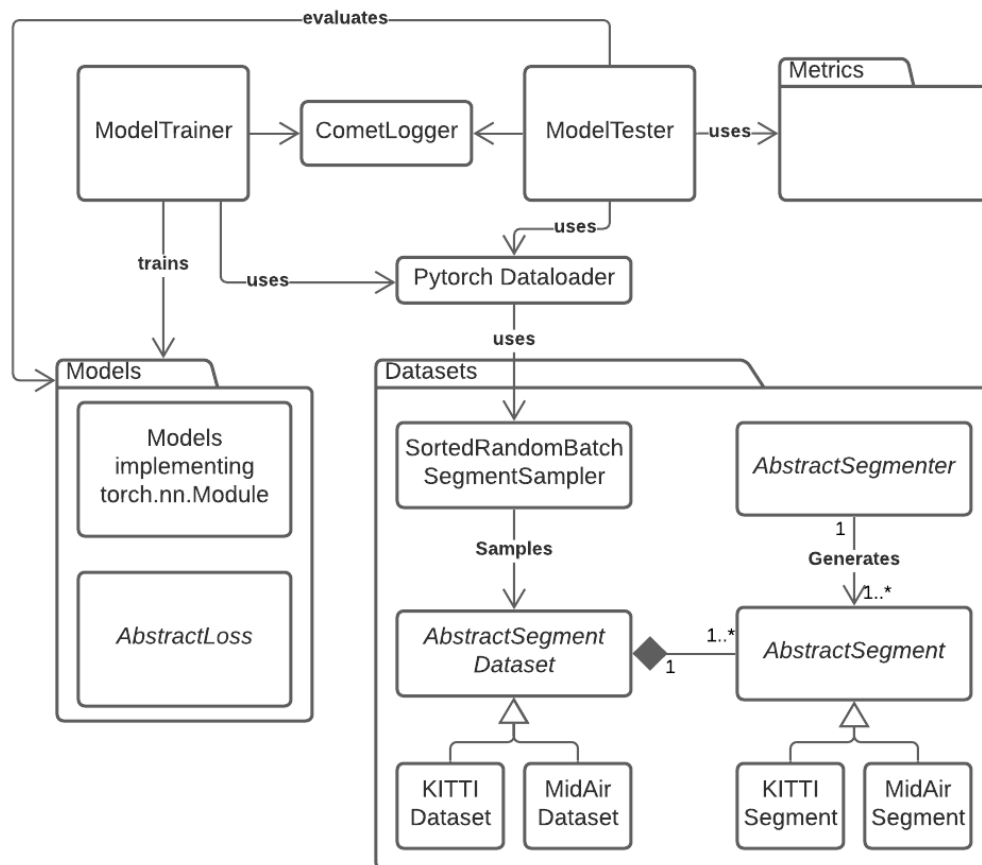 evaluates
Metrics
ModelTrainer
CometLogger
ModelTester
uses
uses
trains
uses
Pytorch Dataloader
uses
Models
Datasets
Models
implementing
torch.nn.Module
SortedRandomBatch
SegmentSampler
AbstractSegmenter
1
Samples
Generates
1..*
AbstractLoss
AbstractSegment
Dataset
1..*
1
AbstractSegment
KITTI
Dataset
MidAir
Dataset
KITTI
Segment
MidAir
Segment